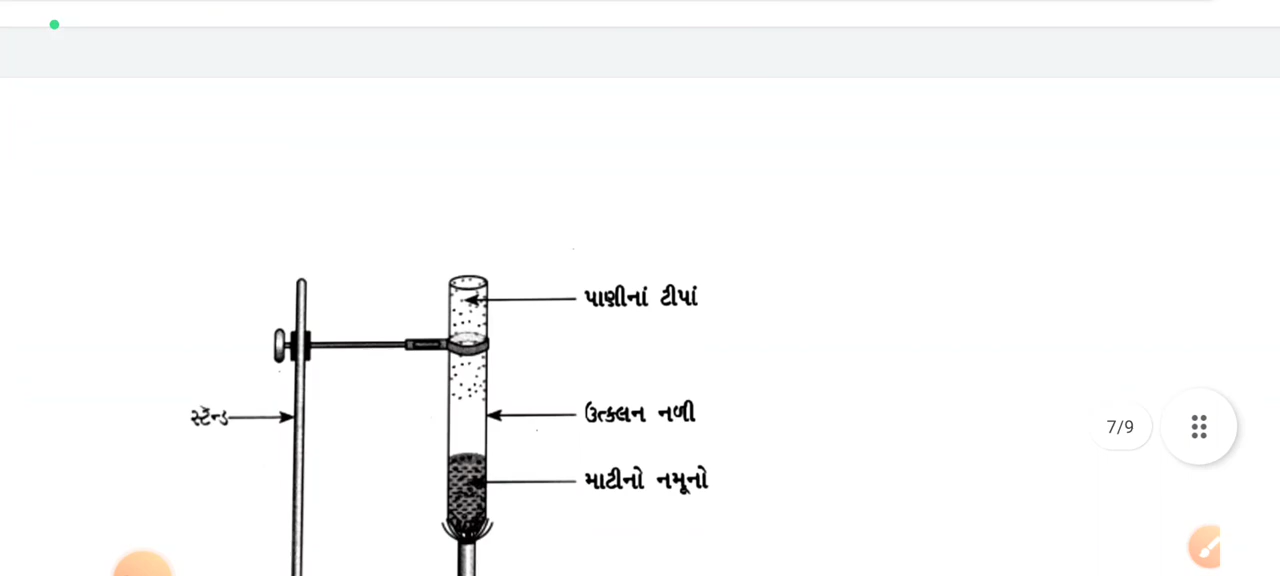 પાણીનાં ટીપાં
સ્ટૅન્ડ
ઉત્કલન નળી
7/9
માટીનો નમૂનો